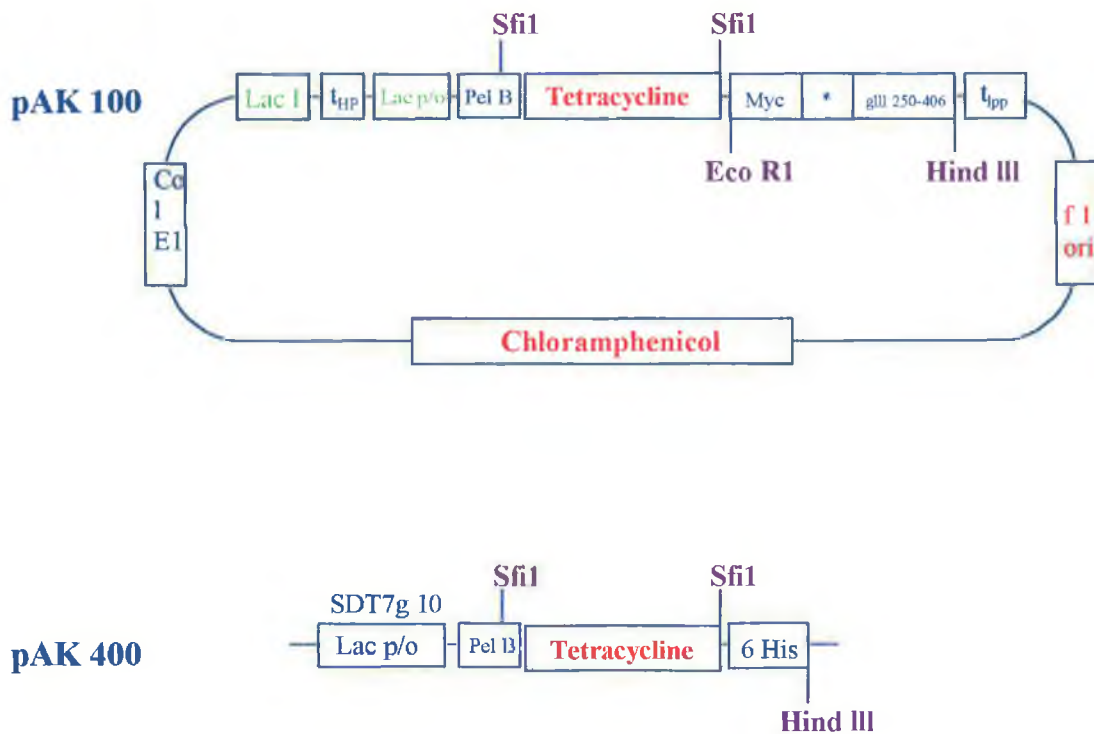 Sfi1 Sfi1
pAK 100
Lac I tHP Lac p/o Pel B Tetracycline Myc * gIII 250-406 tlpp
Eco R1 Hind III
Co
l
E1
f 1
ori
Chloramphenicol
Sfi1 Sfi1
SDT7g 10
pAK 400
Lac p/o Pel B Tetracycline 6 His
Hind III